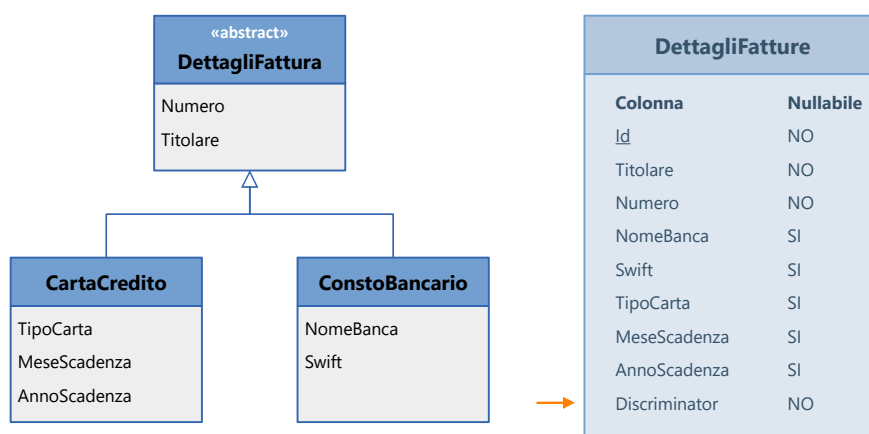 «abstract»
DettagliFattura
Numero
Titolare
CartaCredito
TipoCarta
MeseScadenza
AnnoScadenza
ConstoBancario
NomeBanca
Swift
DettagliFatture
Colonna Nullabile
Id NO
Titolare NO
Numero NO
NomeBanca SI
Swift SI
TipoCarta SI
MeseScadenza SI
AnnoScadenza SI
Discriminator NO